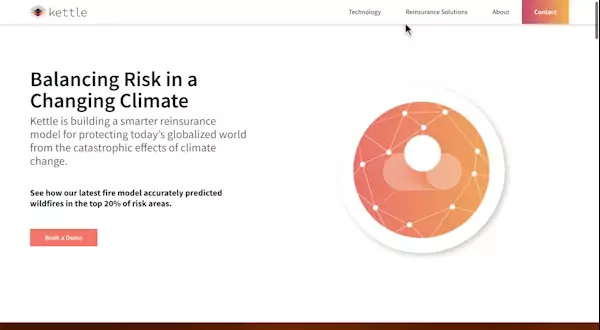 kettle
Technology
Reinsurance Solutions
About
Contact
Balancing Risk in a
Changing Climate
Kettle is building a smarter reinsurance
model for protecting today's globalized world
from the catastrophic effects of climate
change.
See how our latest fire model accurately predicted
wildfires in the top 20% of risk areas.
Book a Demo